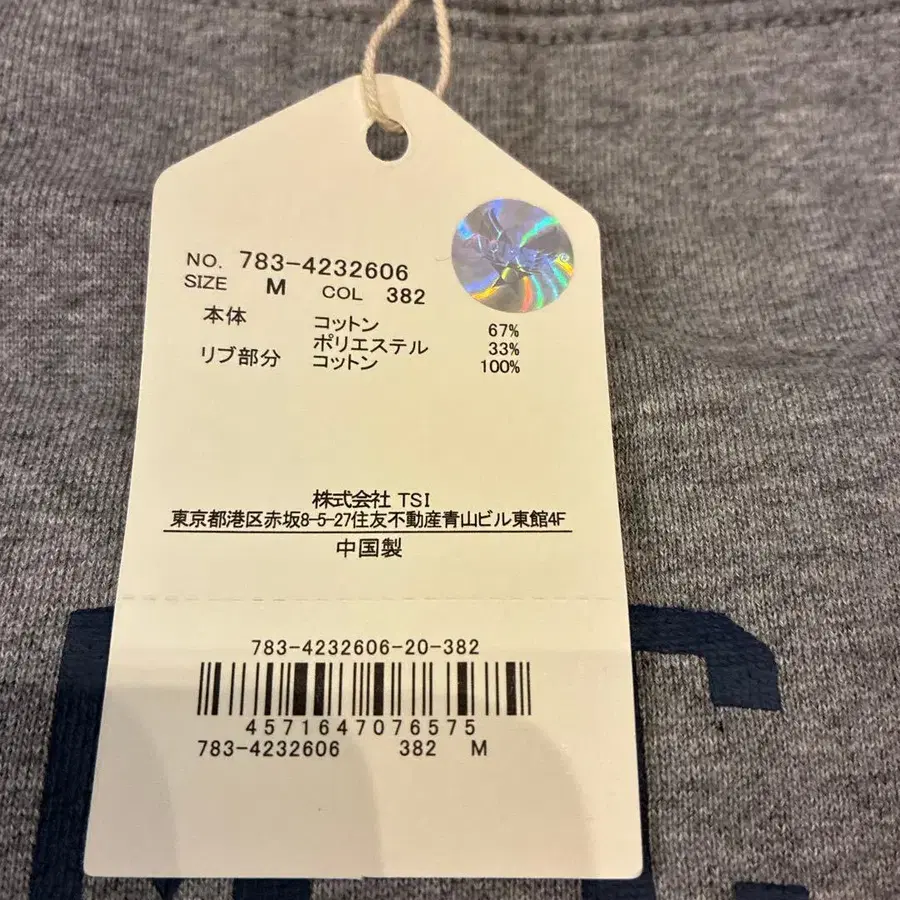 NO. 783-4232606
SIZE M COL 382
本体 コットン 67%
ポリエステル 33%
リブ部分 コットン 100%
株式会社 TSI
東京都港区赤坂8-5-27住友不動産青山ビル東館4F
中国製
783-4232606-20-382
4571647076575
783-4232606 382 M